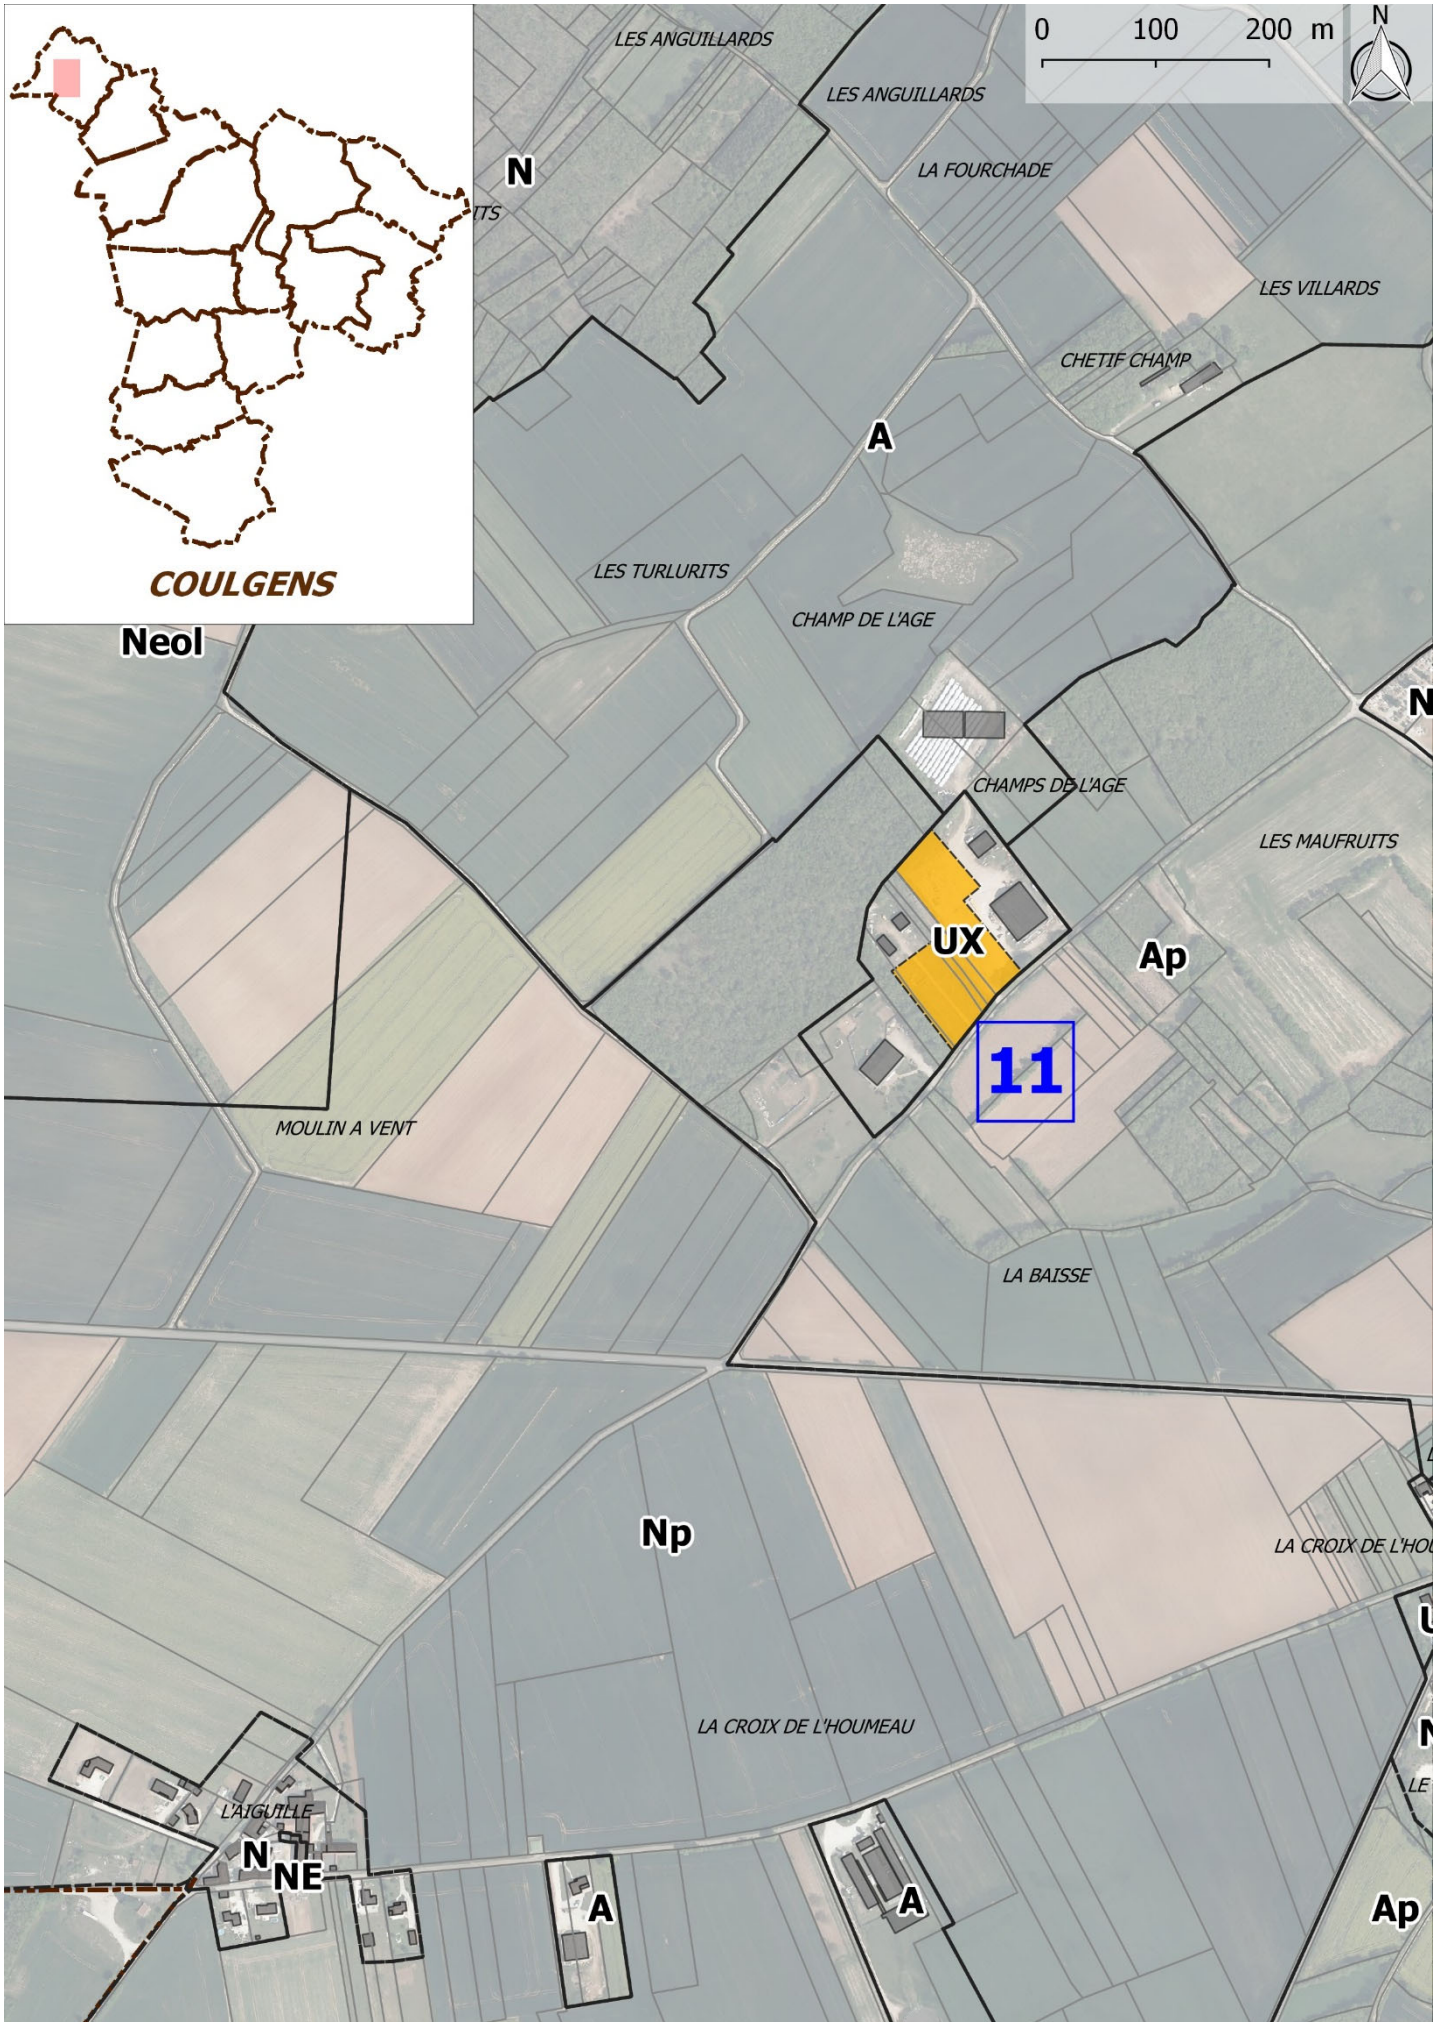 LES ANGUILLARDS
0 100 200 m
N
LES ANGUILLARDS
N
LA FOURCHADE
ITS
LES VILLARDS
CHETIF CHAMP
A
LES TURLURITS
COULGENS
CHAMP DE L'AGE
Neol
N
CHAMPS DE L'AGE
LES MAUFRUITS
UX
Ap
11
MOULIN A VENT
LA BAISSE
Np
LA CROIX DE L'HOU
LA CROIX DE L'HOUMEAU
LE
L'AIGUILLE
N
NE
A
A
Ap